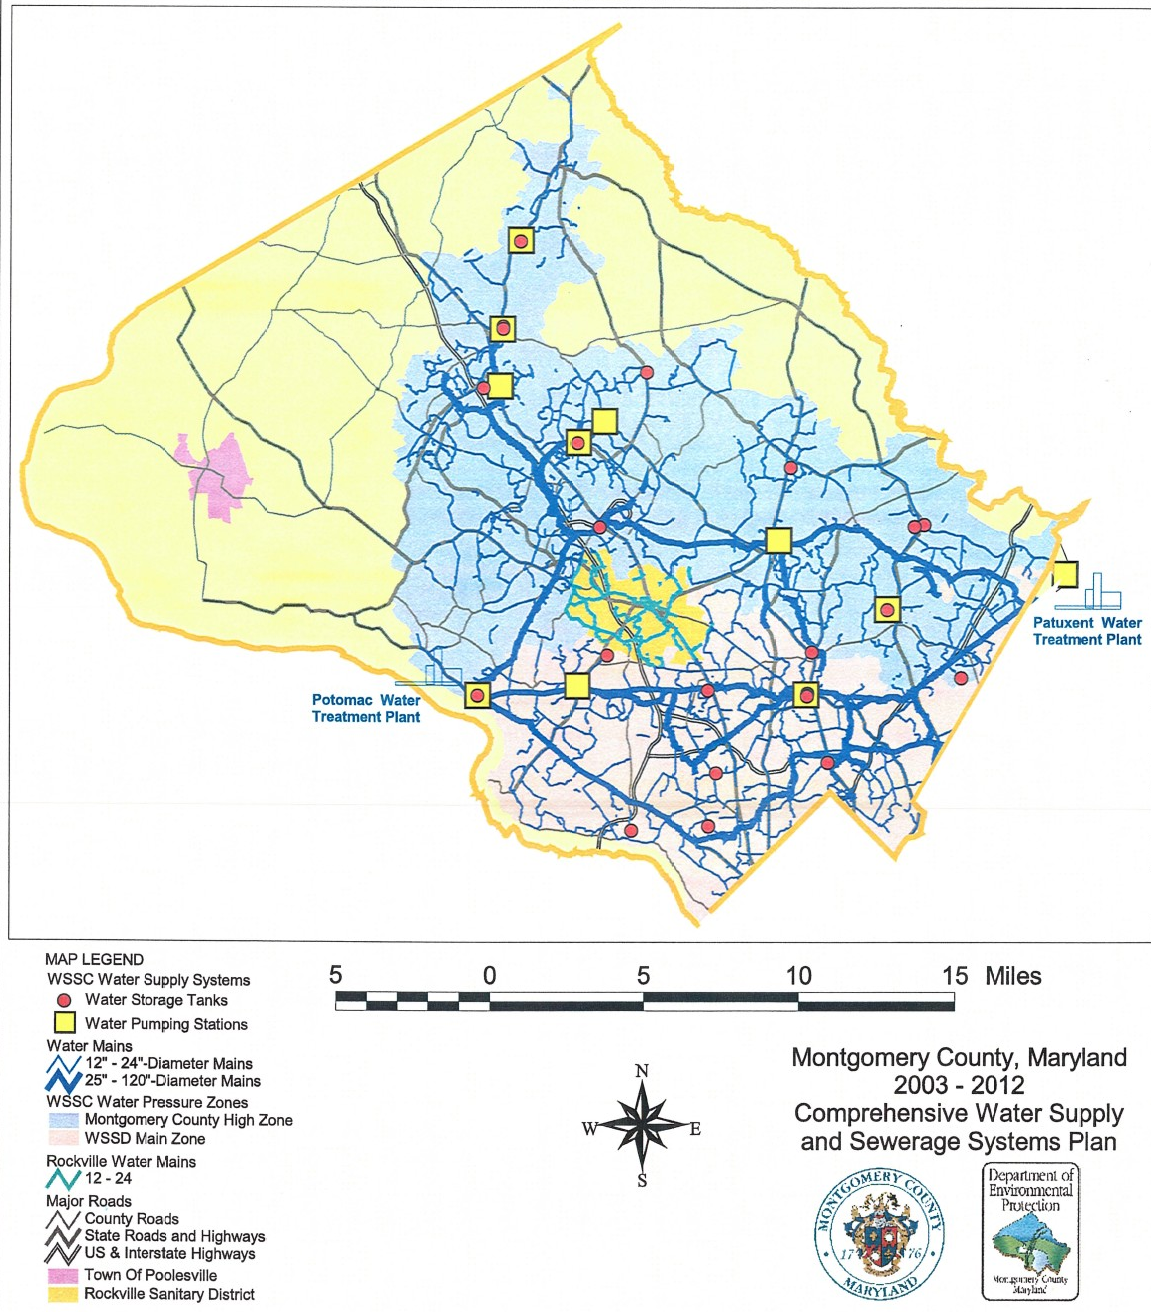 Patuxent Water
Treatment Plant
Potomac Water
Treatment Plant
MAP LEGEND
WSSC Water Supply Systems
Water Storage Tanks
Water Pumping Stations
Water Mains
12" - 24"-Diameter Mains
25" - 120"-Diameter Mains
WSSC Water Pressure Zones
Montgomery County High Zone
WSSD Main Zone
Rockville Water Mains
12 - 24
Major Roads
County Roads
State Roads and Highways
US & Interstate Highways
Town Of Poolesville
Rockville Sanitary District
5 0 5 10 15 Miles
N
W E
S
Montgomery County, Maryland
2003 - 2012
Comprehensive Water Supply
and Sewerage Systems Plan
MONTGOMERY COUNTY
17 76
MARYLAND
Department of
Environmental
Protection
Montgomery County
Maryland